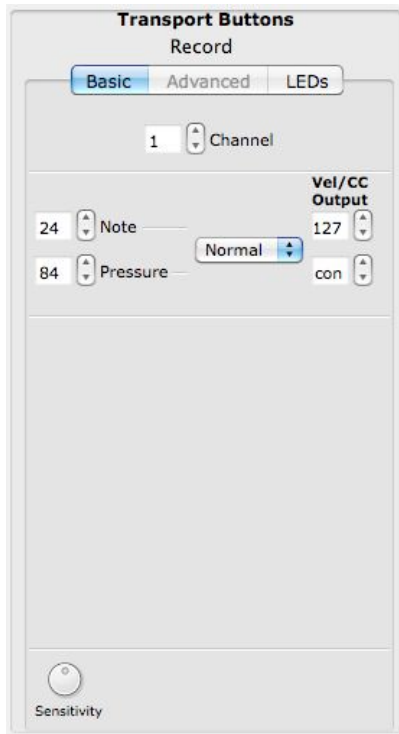 Transport Buttons
Record
Basic Advanced LEDs
1 Channel
Vel/CC
Output
24 Note 127
Normal
84 Pressure con
Sensitivity